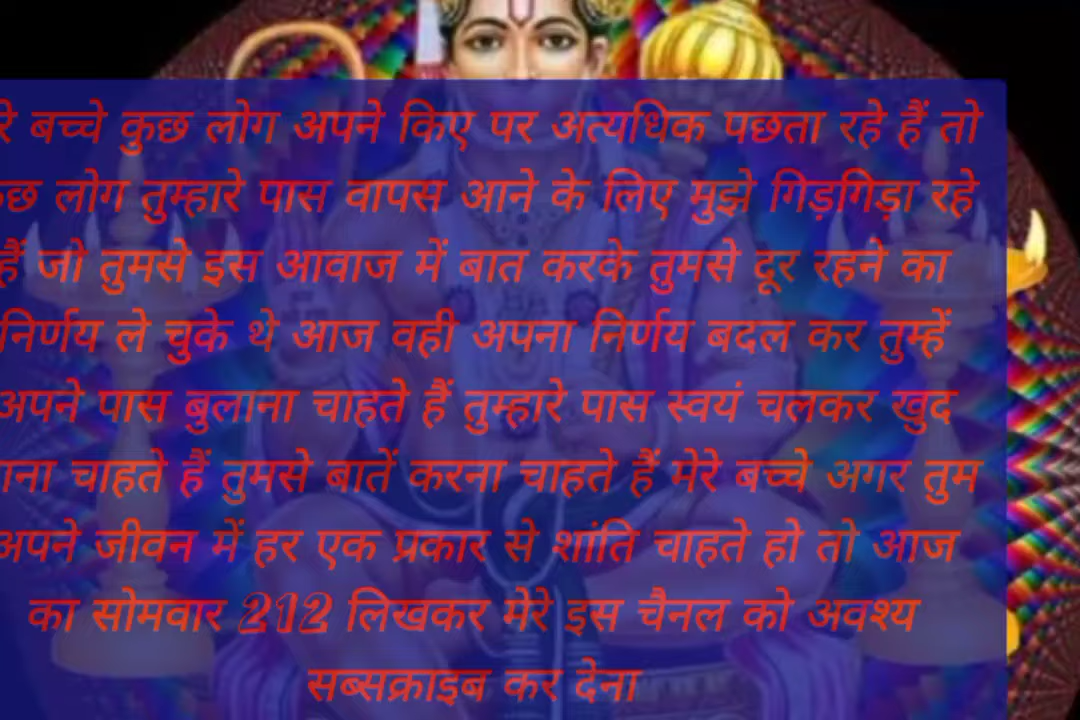 रे बच्चे कुछ लोग अपने किए पर अत्यधिक पछता रहे हैं तो
छ लोग तुम्हारे पास वापस आने के लिए मुझे गिड़गिड़ा रहे
हैं जो तुमसे इस आवाज में बात करके तुमसे दूर रहने का
निर्णय ले चुके थे आज वही अपना निर्णय बदल कर तुम्हें
अपने पास बुलाना चाहते हैं तुम्हारे पास स्वयं चलकर खुद
ाना चाहते हैं तुमसे बातें करना चाहते हैं मेरे बच्चे अगर तुम
अपने जीवन में हर एक प्रकार से शांति चाहते हो तो आज
का सोमवार 212 लिखकर मेरे इस चैनल को अवश्य
सब्सक्राइब कर देना